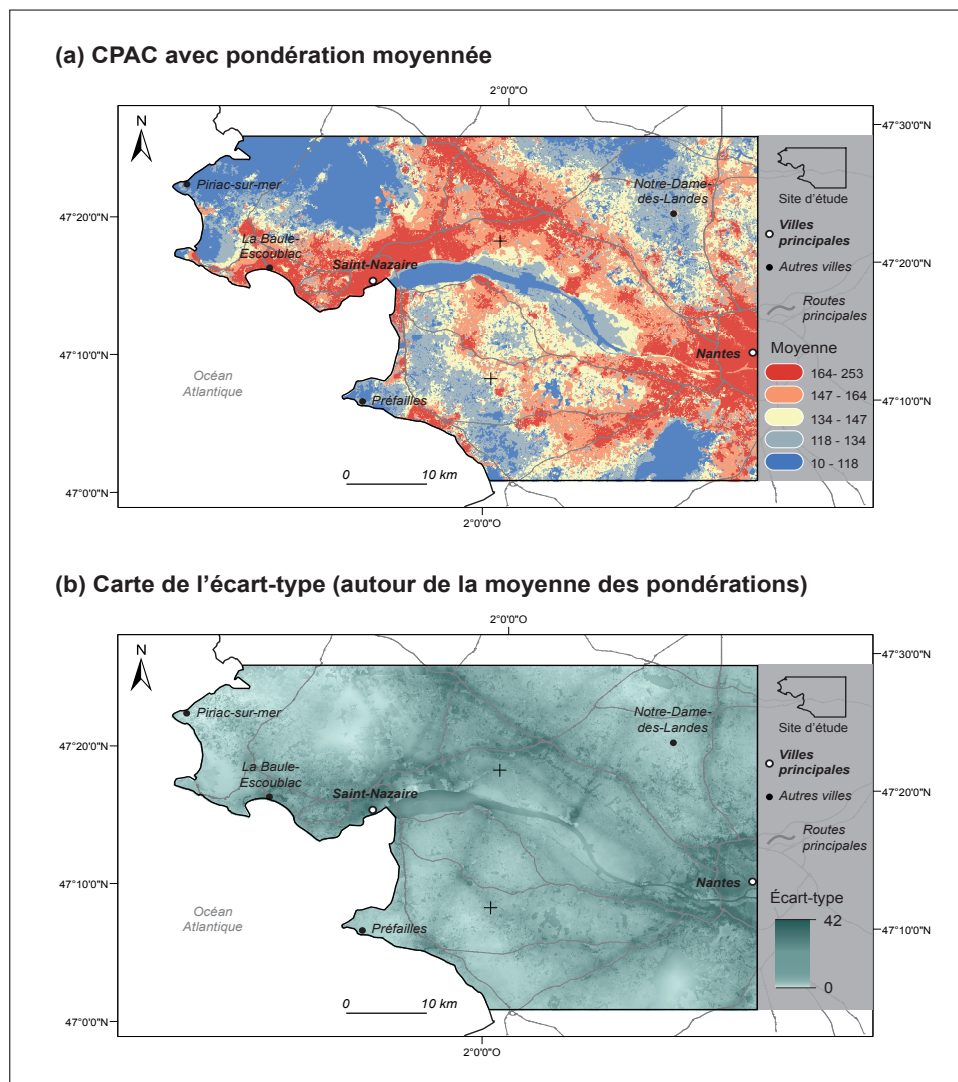 (a) CPAC avec pondération moyennée
2°0'0"O
47°30'0"N
N
Piriac-sur-mer
Notre-Dame-
des-Landes
Site d'étude
47°20'0"N
La Baule-
Escoublac
Villes
principales
Saint-Nazaire
47°20'0"N
Autres villes
Routes
principales
47°10'0"N
Nantes
Moyenne
Océan
Atlantique
164- 253
147 - 164
Préfailles
47°10'0"N
134 - 147
118 - 134
0 10 km
10 - 118
47°0'0"N
2°0'0"O
(b) Carte de l'écart-type (autour de la moyenne des pondérations)
2°0'0"O
47°30'0"N
N
Piriac-sur-mer
Notre-Dame-
des-Landes
Site d'étude
47°20'0"N
La Baule-
Escoublac
Villes
principales
Saint-Nazaire
47°20'0"N
Autres villes
Routes
principales
47°10'0"N
Nantes
Écart-type
Océan
Atlantique
42
Préfailles
47°10'0"N
0
0 10 km
47°0'0"N
2°0'0"O